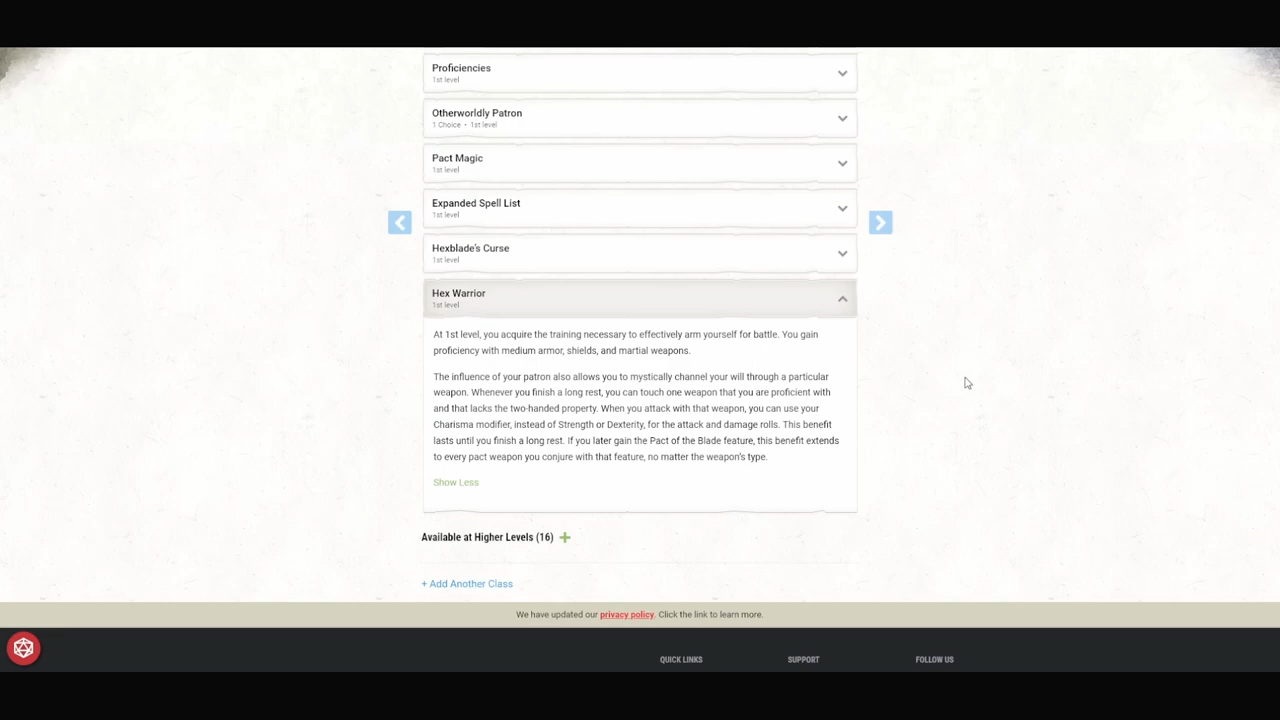 Proficiencies
1st level
Otherworldly Patron
1 Choice • 1st level
Pact Magic
1st level
Expanded Spell List
1st level
Hexblade's Curse
1st level
Hex Warrior
1st level
At 1st level, you acquire the training necessary to effectively arm yourself for battle. You gain
proficiency with medium armor, shields, and martial weapons.
The influence of your patron also allows you to mystically channel your will through a particular
weapon. Whenever you finish a long rest, you can touch one weapon that you are proficient with
and that lacks the two-handed property. When you attack with that weapon, you can use your
Charisma modifier, instead of Strength or Dexterity, for the attack and damage rolls. This benefit
lasts until you finish a long rest. If you later gain the Pact of the Blade feature, this benefit extends
to every pact weapon you conjure with that feature, no matter the weapon's type.
Show Less
Available at Higher Levels (16)
+ Add Another Class
We have updated our privacy policy. Click the link to learn more.
QUICK LINKS SUPPORT FOLLOW US